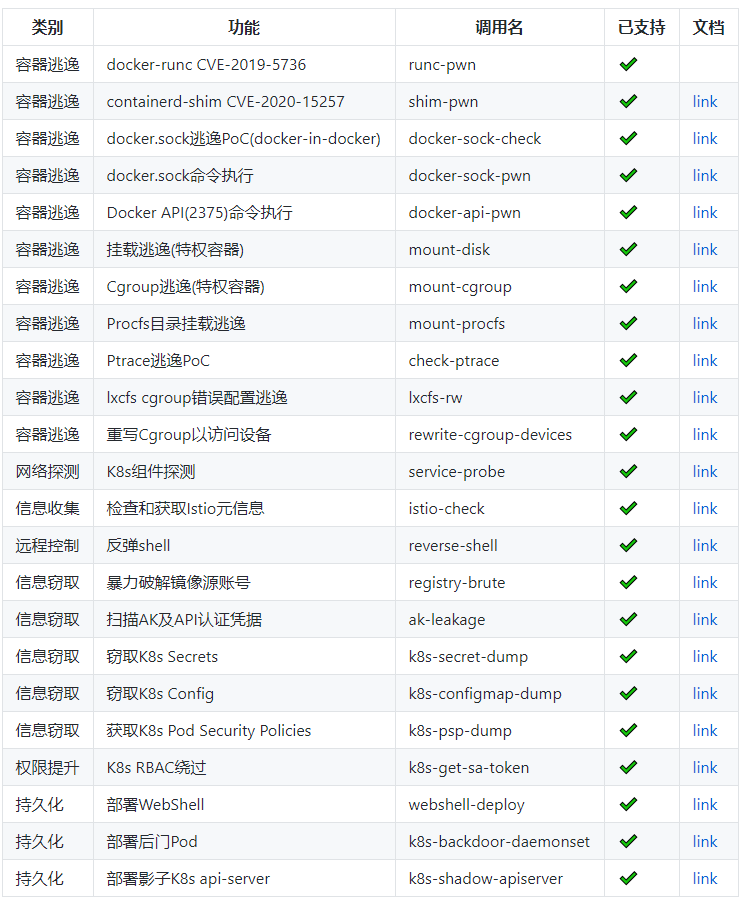 类别 功能 调用名 已支持 文档
容器逃逸 docker-runc CVE-2019-5736 runc-pwn ✔
容器逃逸 containerd-shim CVE-2020-15257 shim-pwn ✔ link
容器逃逸 docker.sock逃逸PoC(docker-in-docker) docker-sock-check ✔ link
容器逃逸 docker.sock命令执行 docker-sock-pwn ✔ link
容器逃逸 Docker API(2375)命令执行 docker-api-pwn ✔ link
容器逃逸 挂载逃逸(特权容器) mount-disk ✔ link
容器逃逸 Cgroup逃逸(特权容器) mount-cgroup ✔ link
容器逃逸 Procfs目录挂载逃逸 mount-procfs ✔ link
容器逃逸 Ptrace逃逸PoC check-ptrace ✔ link
容器逃逸 lxcfs cgroup错误配置逃逸 lxcfs-rw ✔ link
容器逃逸 重写Cgroup以访问设备 rewrite-cgroup-devices ✔ link
网络探测 K8s组件探测 service-probe ✔ link
信息收集 检查和获取Istio元信息 istio-check ✔ link
远程控制 反弹shell reverse-shell ✔ link
信息窃取 暴力破解镜像源账号 registry-brute ✔ link
信息窃取 扫描AK及API认证凭据 ak-leakage ✔ link
信息窃取 窃取K8s Secrets k8s-secret-dump ✔ link
信息窃取 窃取K8s Config k8s-configmap-dump ✔ link
信息窃取 获取K8s Pod Security Policies k8s-psp-dump ✔ link
权限提升 K8s RBAC绕过 k8s-get-sa-token ✔ link
持久化 部署WebShell webshell-deploy ✔ link
持久化 部署后门Pod k8s-backdoor-daemonset ✔ link
持久化 部署影子K8s api-server k8s-shadow-apiserver ✔ link